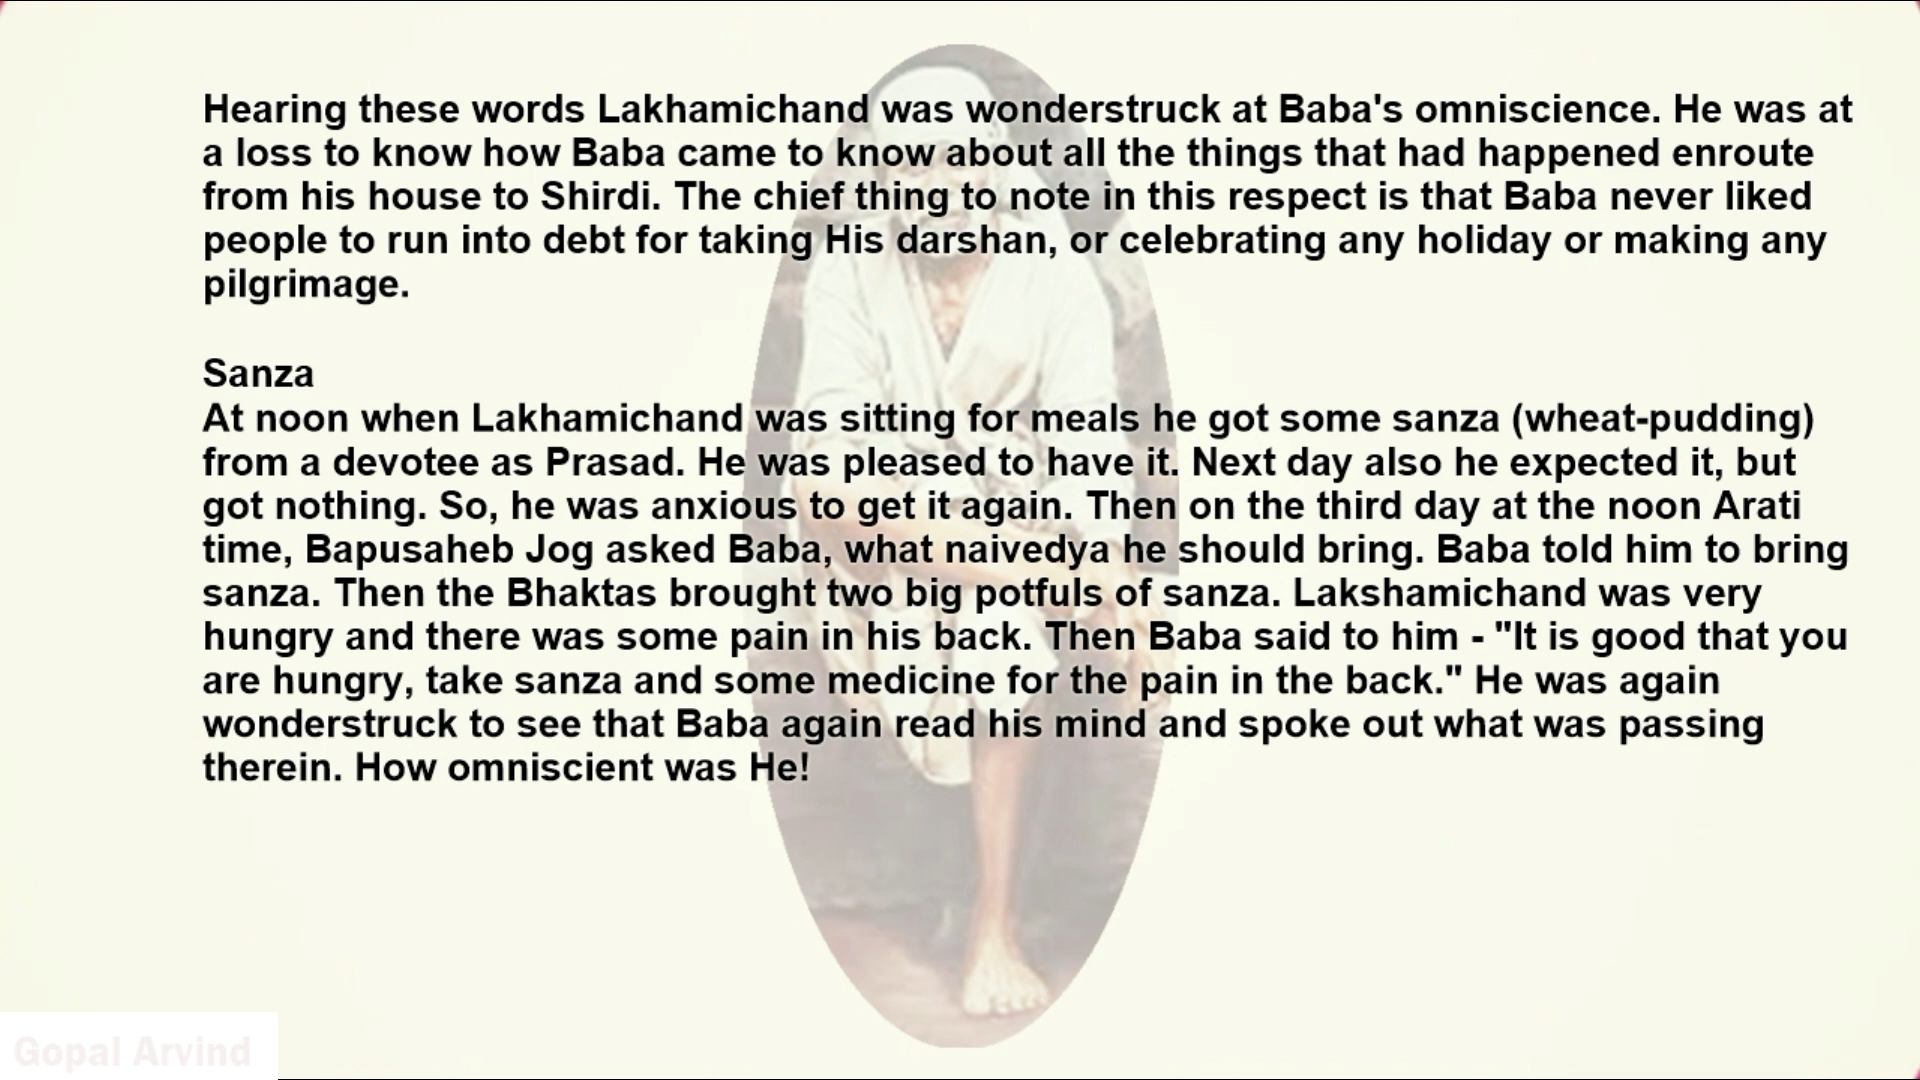 Hearing these words Lakhamichand was wonderstruck at Baba's omniscience. He was at
a loss to know how Baba came to know about all the things that had happened enroute
from his house to Shirdi. The chief thing to note in this respect is that Baba never liked
people to run into debt for taking His darshan, or celebrating any holiday or making any
pilgrimage.
Sanza
At noon when Lakhamichand was sitting for meals he got some sanza (wheat-pudding)
from a devotee as Prasad. He was pleased to have it. Next day also he expected it, but
got nothing. So, he was anxious to get it again. Then on the third day at the noon Arati
time, Bapusaheb Jog asked Baba, what naivedya he should bring. Baba told him to bring
sanza. Then the Bhaktas brought two big potfuls of sanza. Lakshamichand was very
hungry and there was some pain in his back. Then Baba said to him - "It is good that you
are hungry, take sanza and some medicine for the pain in the back." He was again
wonderstruck to see that Baba again read his mind and spoke out what was passing
therein. How omniscient was He!
Gopal Arvind